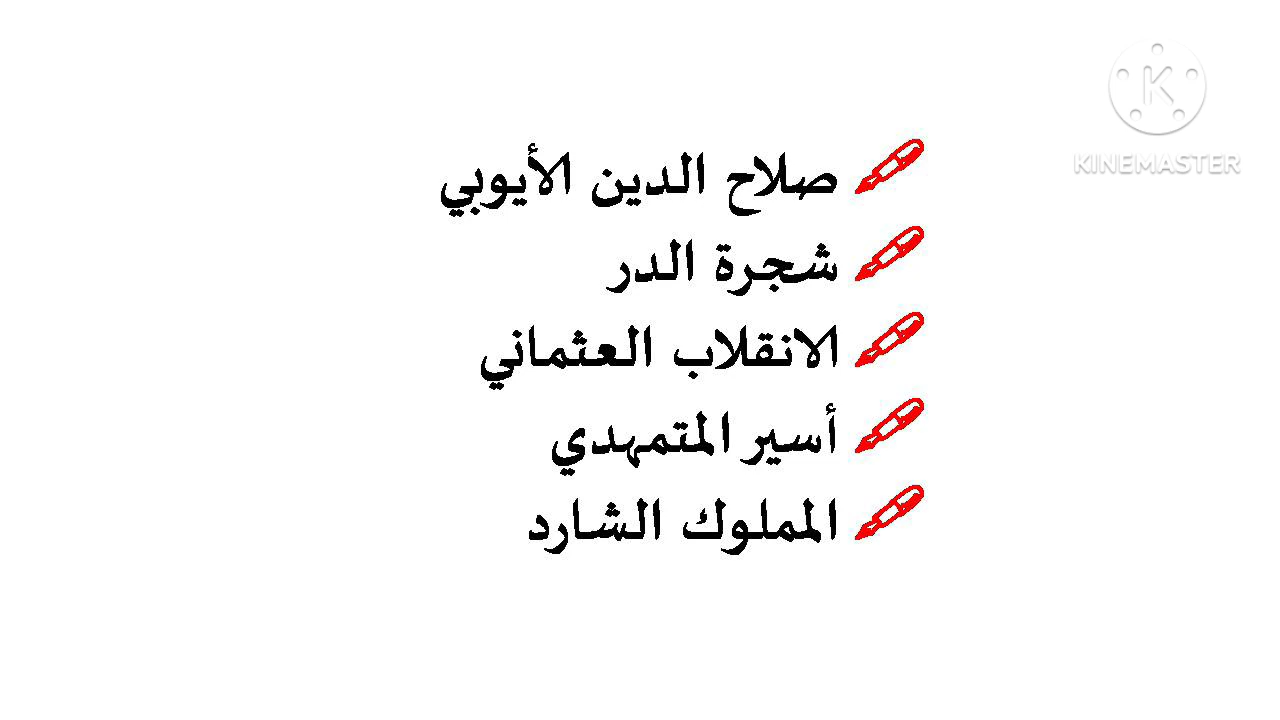 KINEMASTER
صلاح الدين الأيوبي
شجرة الدر
الانقلاب العثماني
أسير المتمهدي
المملوك الشارد